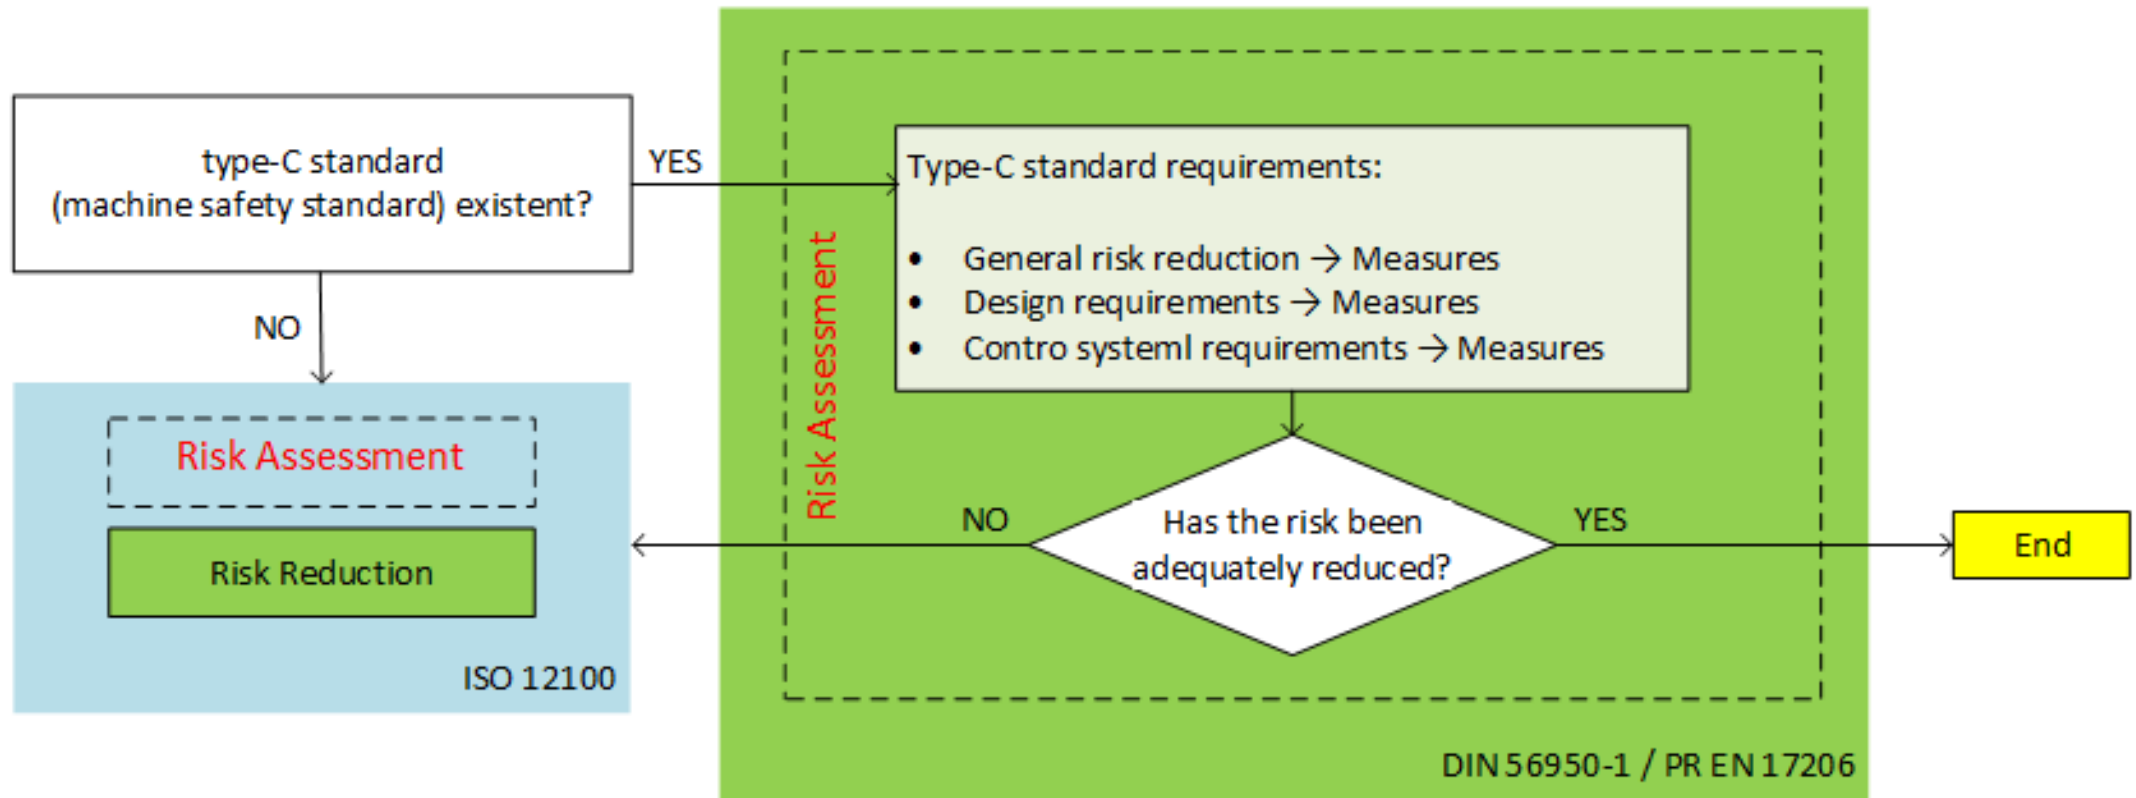 type-C standard
(machine safety standard) existent?
YES
NO
Risk Assessment
Risk Reduction
ISO 12100
Risk Assessment
Type-C standard requirements:
• General risk reduction → Measures
• Design requirements → Measures
• Contro systeml requirements → Measures
Has the risk been
adequately reduced?
NO
YES
End
DIN 56950-1 / PR EN 17206